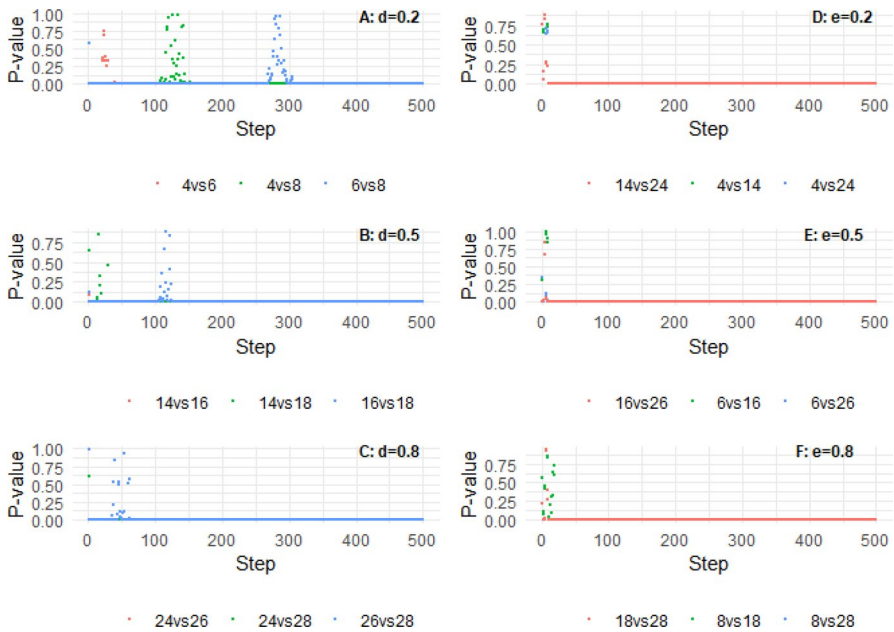 A: d=0.2
P-value
1.00
0.75
0.50
0.25
0.00
0 100 200 300 400 500
Step
4vs6 4vs8 6vs8
D: e=0.2
P-value
0.75
0.50
0.25
0.00
0 100 200 300 400 500
Step
14vs24 4vs14 4vs24
B: d=0.5
P-value
0.75
0.50
0.25
0.00
0 100 200 300 400 500
Step
14vs16 14vs18 16vs18
E: e=0.5
P-value
1.00
0.75
0.50
0.25
0.00
0 100 200 300 400 500
Step
16vs26 6vs16 6vs26
C: d=0.8
P-value
1.00
0.75
0.50
0.25
0.00
0 100 200 300 400 500
Step
24vs26 24vs28 26vs28
F: e=0.8
P-value
0.75
0.50
0.25
0.00
0 100 200 300 400 500
Step
18vs28 8vs18 8vs28